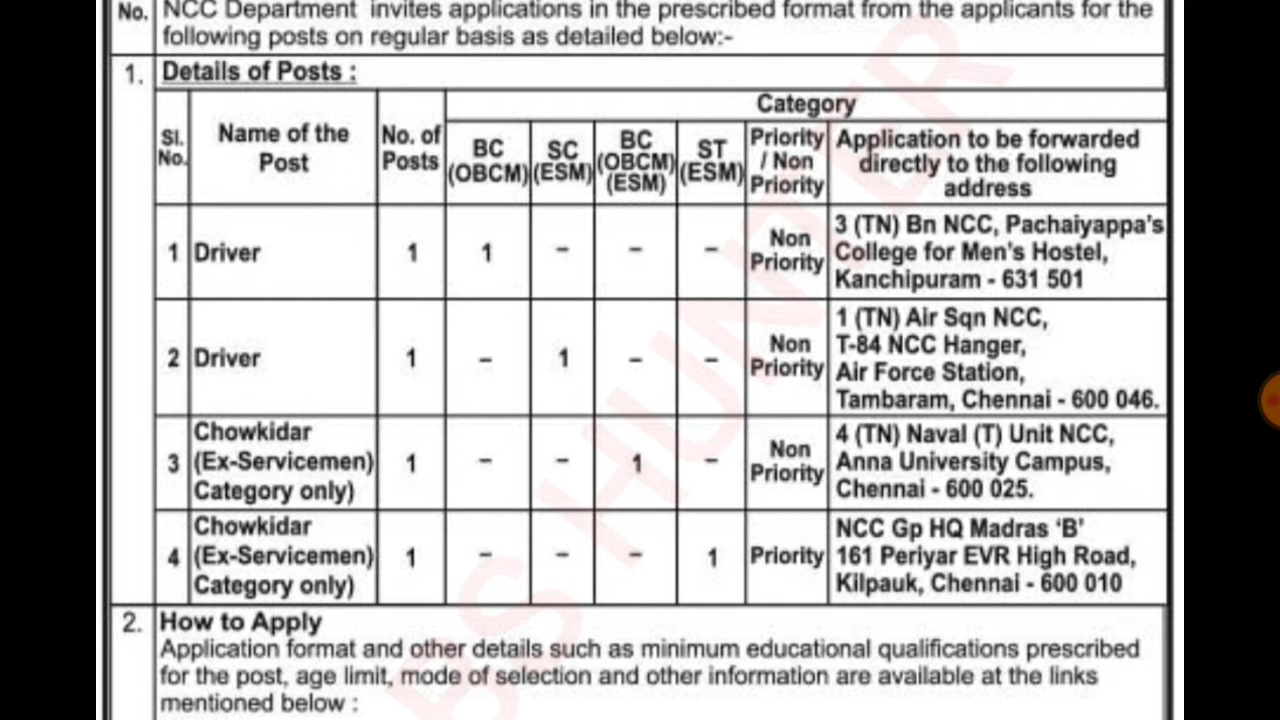 No. NCC Department invites applications in the prescribed format from the applicants for the
following posts on regular basis as detailed below:-
1. Details of Posts :
Sl. No. Name of the Post No. of Posts Category
BC (OBCM) SC (ESM) BC (OBCM) (ESM) ST (ESM) Priority / Non Priority Application to be forwarded directly to the following address
1 Driver 1 1 – – – Non Priority 3 (TN) Bn NCC, Pachaiyappa's
College for Men's Hostel,
Kanchipuram - 631 501
2 Driver 1 – 1 – – Non Priority 1 (TN) Air Sqn NCC,
T-84 NCC Hanger,
Air Force Station,
Tambaram, Chennai - 600 046.
3 Chowkidar (Ex-Servicemen) Category only) 1 – – 1 – Non Priority 4 (TN) Naval (T) Unit NCC,
Anna University Campus,
Chennai - 600 025.
4 Chowkidar (Ex-Servicemen) Category only) 1 – – – 1 Priority NCC Gp HQ Madras 'B'
161 Periyar EVR High Road,
Kilpauk, Chennai - 600 010
2. How to Apply
Application format and other details such as minimum educational qualifications prescribed
for the post, age limit, mode of selection and other information are available at the links
mentioned below :